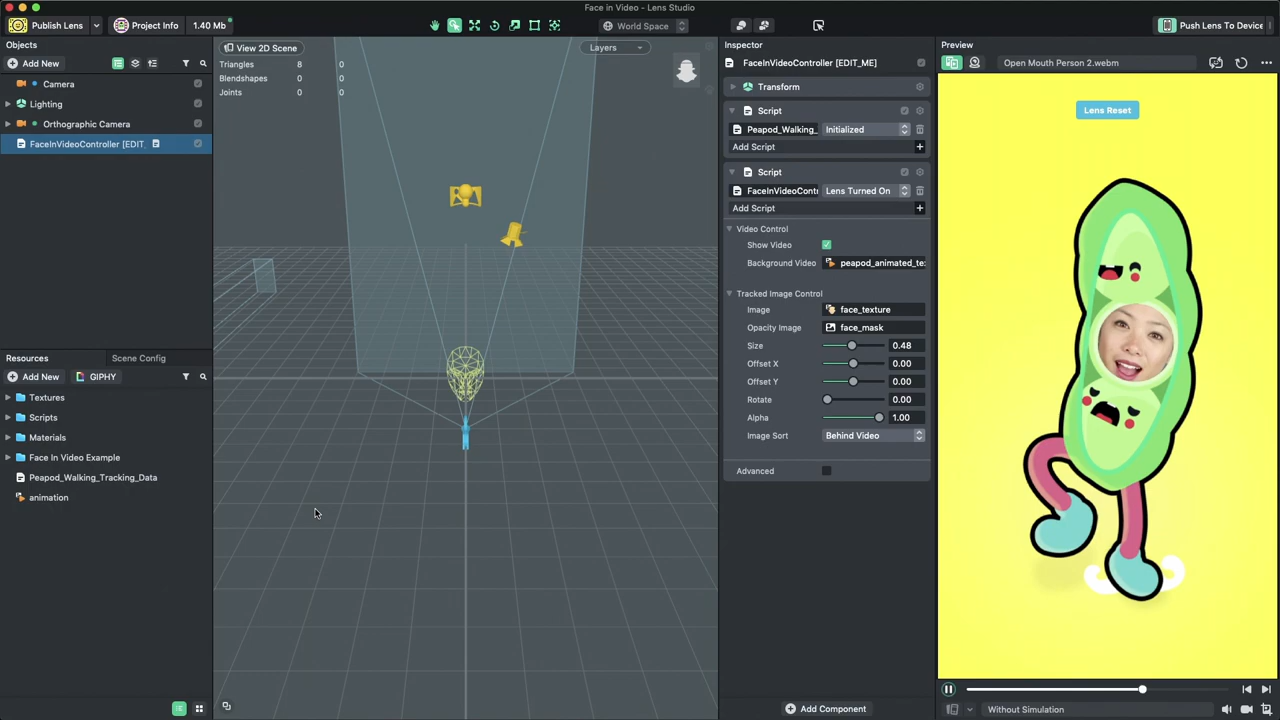 Face in Video - Lens Studio
Publish Lens
Project Info
1.40 Mb
World Space
Push Lens To Device
Objects
Add New
Camera
Lighting
Orthographic Camera
FaceInVideoController [EDIT_
View 2D Scene
Layers
Triangles 8 0
Blendshapes 0 0
Joints 0 0
Resources
Scene Config
Add New
GIPHY
Textures
Scripts
Materials
Face In Video Example
Peapod_Walking_Tracking_Data
animation
Inspector
FaceInVideoController [EDIT_ME]
Transform
Script
Peapod_Walking_ Initialized
Add Script
Script
FaceInVideoContr Lens Turned On
Add Script
Video Control
Show Video
Background Video peapod_animated_te:
Tracked Image Control
Image face_texture
Opacity Image face_mask
Size 0.48
Offset X 0.00
Offset Y 0.00
Rotate 0.00
Alpha 1.00
Image Sort Behind Video
Advanced
Add Component
Preview
Open Mouth Person 2.webm
Lens Reset
Without Simulation